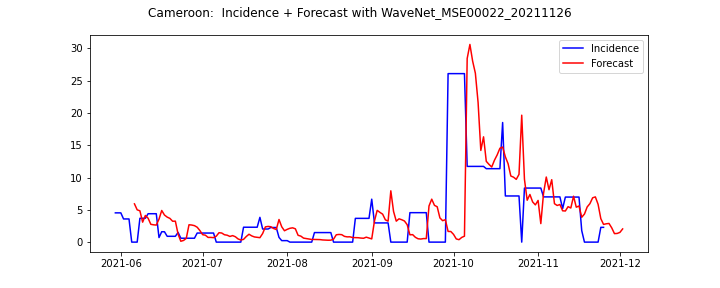 Cameroon:  Incidence + Forecast with WaveNet_MSE00022_20211126
Incidence
Forecast
30
25
20
15
10
5
0
2021-06 2021-07 2021-08 2021-09 2021-10 2021-11 2021-12